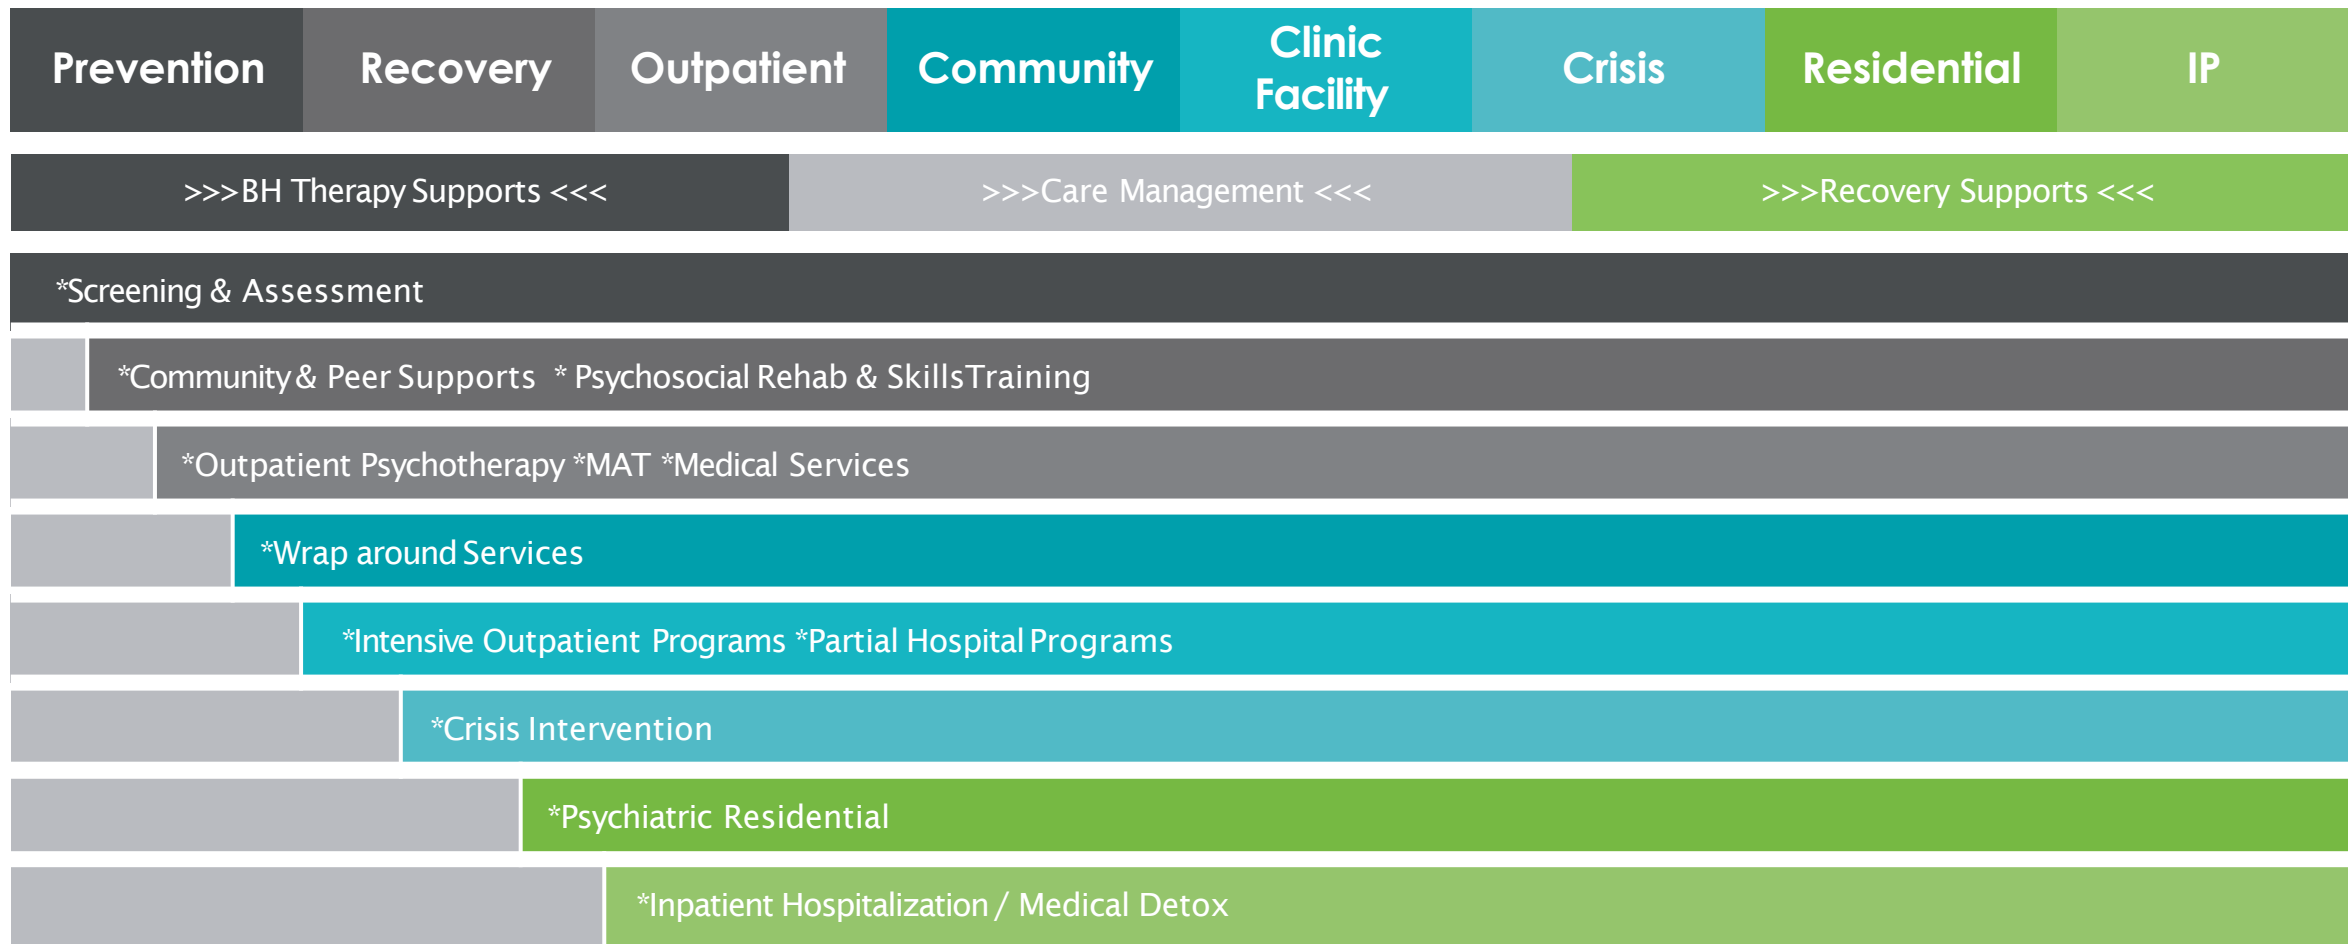 Prevention Recovery Outpatient Community Clinic Facility Crisis Residential IP
>>>BH Therapy Supports <<< >>>Care Management <<< >>>Recovery Supports <<<
*Screening & Assessment
*Community & Peer Supports * Psychosocial Rehab & SkillsTraining
*Outpatient Psychotherapy *MAT *Medical Services
*Wrap around Services
*Intensive Outpatient Programs *Partial Hospital Programs
*Crisis Intervention
*Psychiatric Residential
*Inpatient Hospitalization / Medical Detox